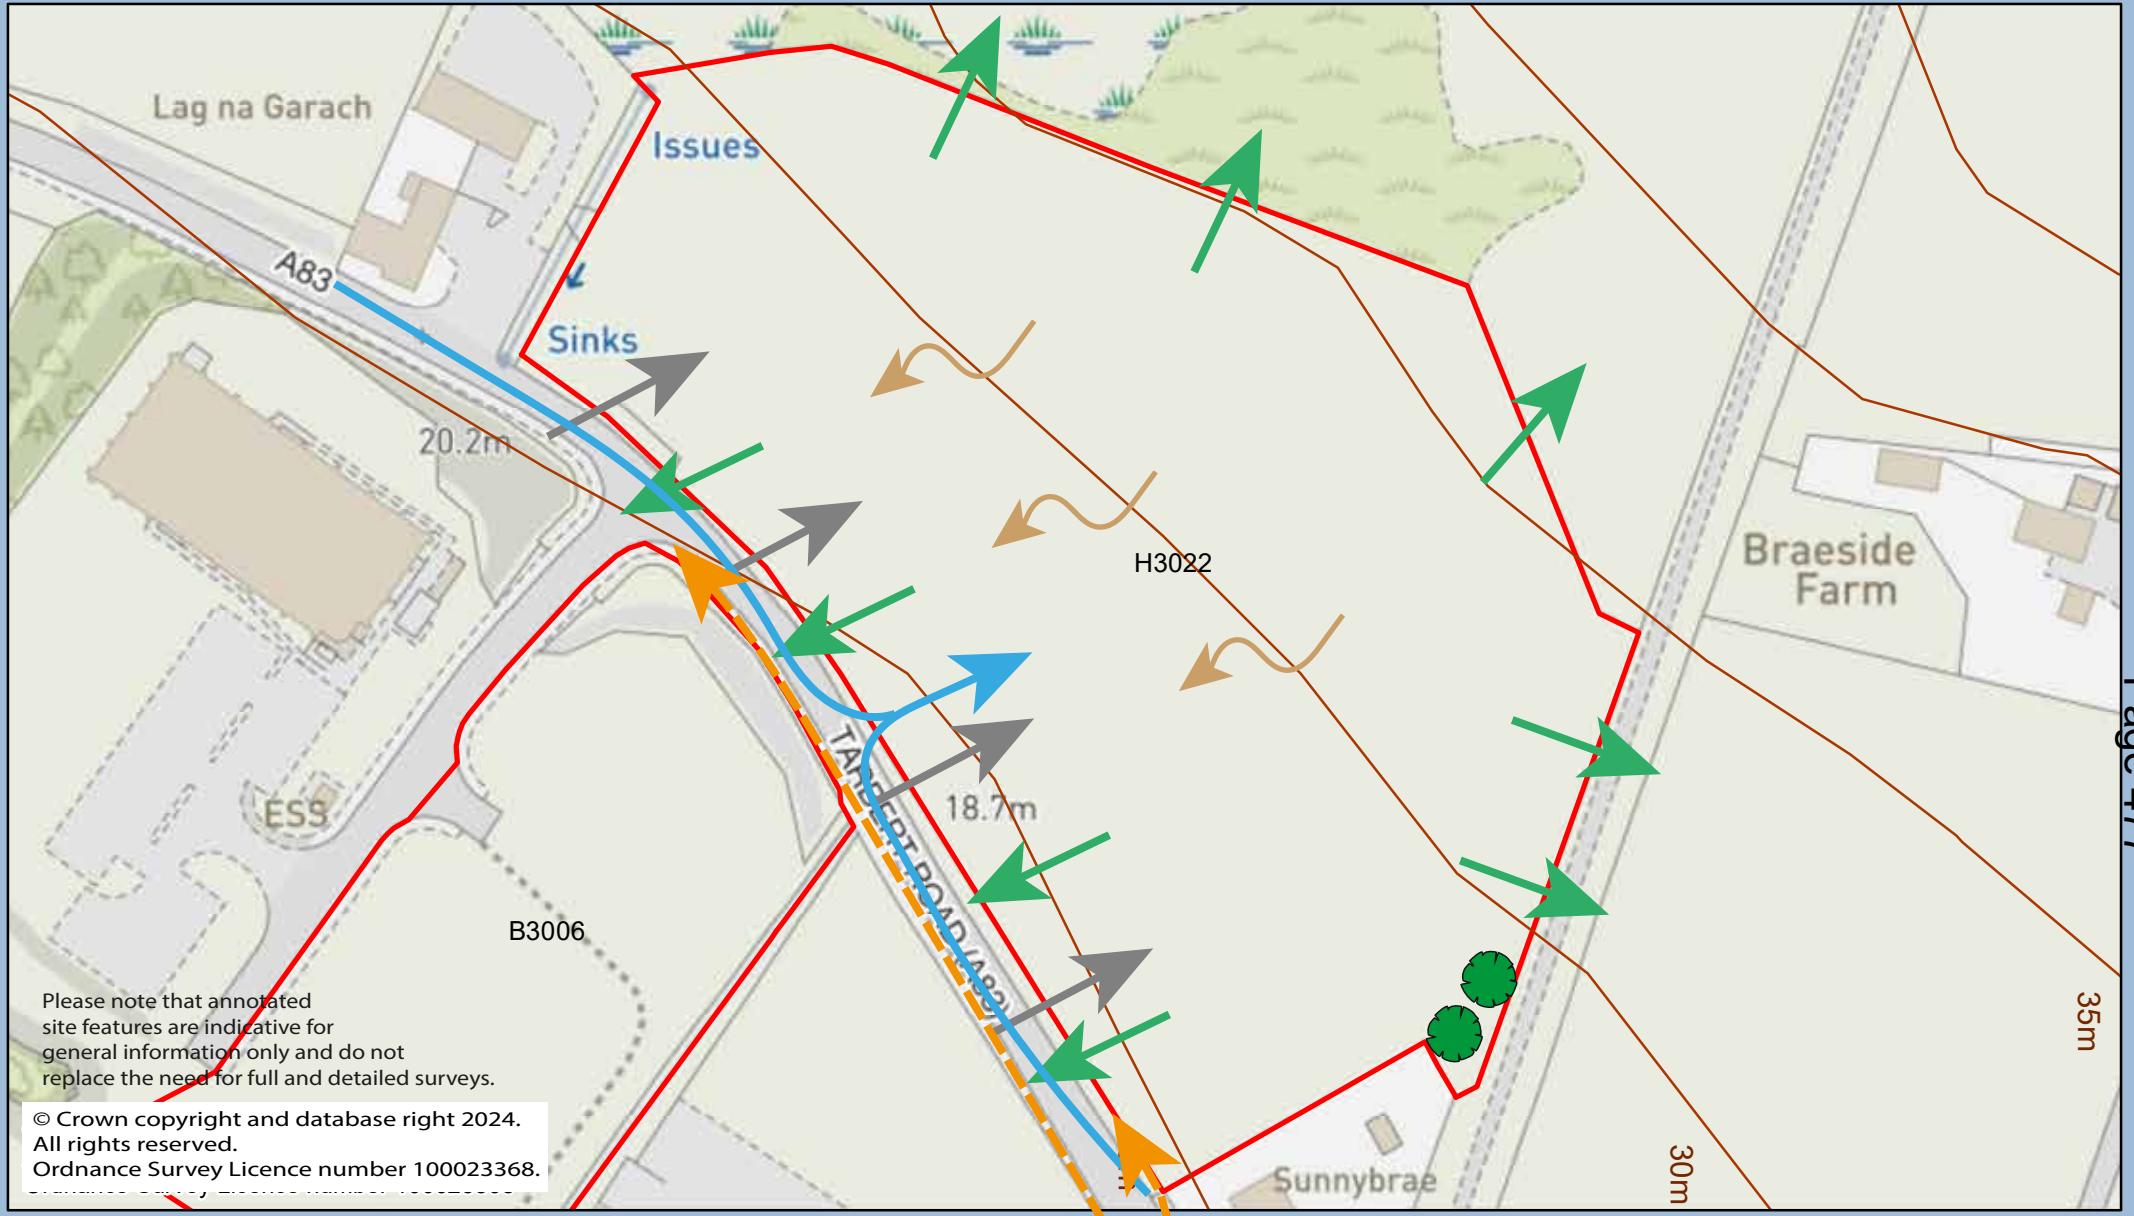 Lag na Garach
Issues
A83
Sinks
20.2m
H3022
Braeside
Farm
TARBERT ROAD (A83)
18.7m
ESS
B3006
35m
30m
Sunnybrae
Please note that annotated
site features are indicative for
general information only and do not
replace the need for full and detailed surveys.
© Crown copyright and database right 2024.
All rights reserved.
Ordnance Survey Licence number 100023368.